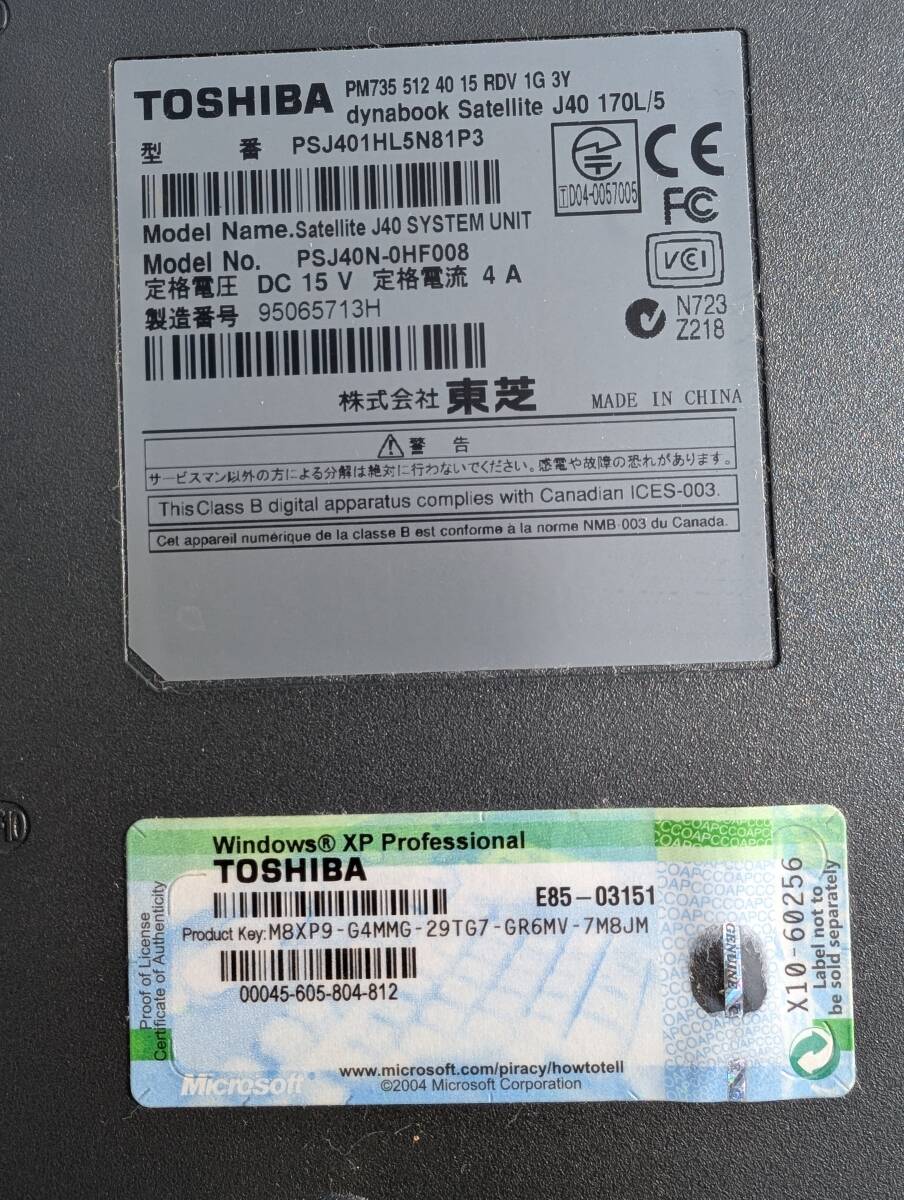 TOSHIBA PM735 512 40 15 RDV 1G 3Y
dynabook Satellite J40 170L/5
型 番 PSJ401HL5N81P3
D04-0057005
CE
FC
VCI
Model Name.Satellite J40 SYSTEM UNIT
Model No. PSJ40N-0HF008
定格電圧 DC 15 V 定格電流 4 A
製造番号 95065713H
N723
Z218
株式会社 東芝 MADE IN CHINA
警 告
サービスマン以外の方による分解は絶対に行わないでください。感電や故障の恐れがあります。
This Class B digital apparatus complies with Canadian ICES-003.
Cet appareil numérique de la classe B est conforme à la norme NMB-003 du Canada.
10
Windows® XP Professional
TOSHIBA
E85-03151
Product Key:M8XP9-G4MMG-29TG7-GR6MV-7M8JM
00045-605-804-812
www.microsoft.com/piracy/howtotell
©2004 Microsoft Corporation
Microsoft
Proof of License
Certificate of Authenticity
GENUINE
X10-60256
Label not to
be sold separately